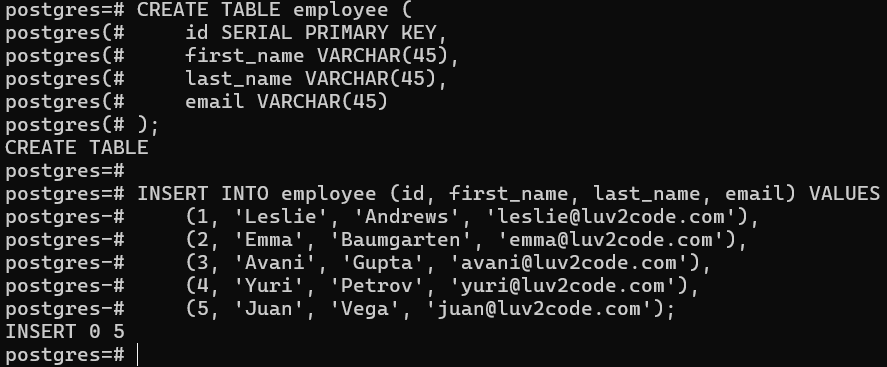 postgres=# CREATE TABLE employee (
postgres(#     id SERIAL PRIMARY KEY,
postgres(#     first_name VARCHAR(45),
postgres(#     last_name VARCHAR(45),
postgres(#     email VARCHAR(45)
postgres(# );
CREATE TABLE
postgres=#
postgres=# INSERT INTO employee (id, first_name, last_name, email) VALUES
postgres-#     (1, 'Leslie', 'Andrews', 'leslie@luv2code.com'),
postgres-#     (2, 'Emma', 'Baumgarten', 'emma@luv2code.com'),
postgres-#     (3, 'Avani', 'Gupta', 'avani@luv2code.com'),
postgres-#     (4, 'Yuri', 'Petrov', 'yuri@luv2code.com'),
postgres-#     (5, 'Juan', 'Vega', 'juan@luv2code.com');
INSERT 0 5
postgres=#